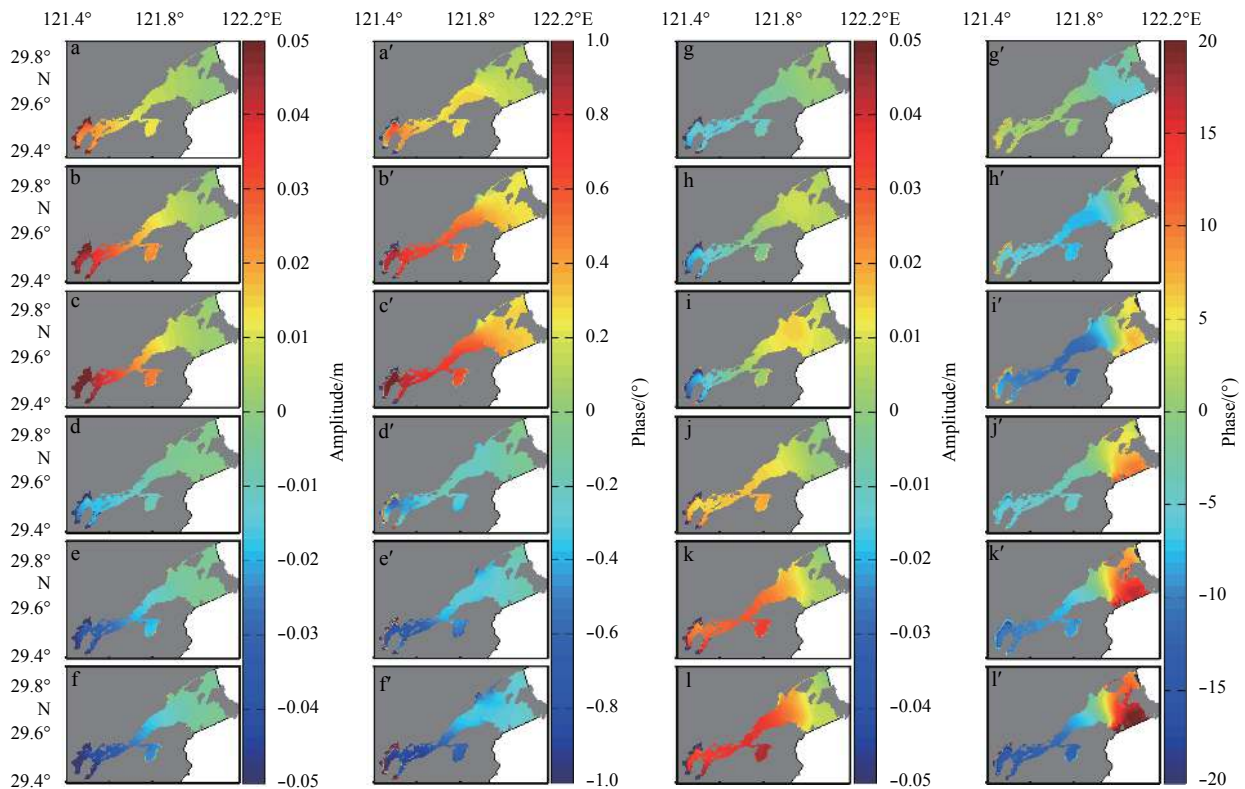 121.4° 121.8° 122.2°E 121.4° 121.8° 122.2°E 121.4° 121.8° 122.2°E 121.4° 121.8° 122.2°E
29.8°
N
29.6°
29.4°
29.8°
N
29.6°
29.4°
29.8°
N
29.6°
29.4°
29.8°
N
29.6°
29.4°
29.8°
N
29.6°
29.4°
29.8°
N
29.6°
29.4°
a
b
c
d
e
f
0.05
0.04
0.03
0.02
0.01
0
−0.01
−0.02
−0.03
−0.04
−0.05
Amplitude/m
a′
b′
c′
d′
e′
f′
1.0
0.8
0.6
0.4
0.2
0
−0.2
−0.4
−0.6
−0.8
−1.0
Phase/(°)
g
h
i
j
k
l
0.05
0.04
0.03
0.02
0.01
0
−0.01
−0.02
−0.03
−0.04
−0.05
Amplitude/m
g′
h′
i′
j′
k′
l′
20
15
10
5
0
−5
−10
−15
−20
Phase/(°)